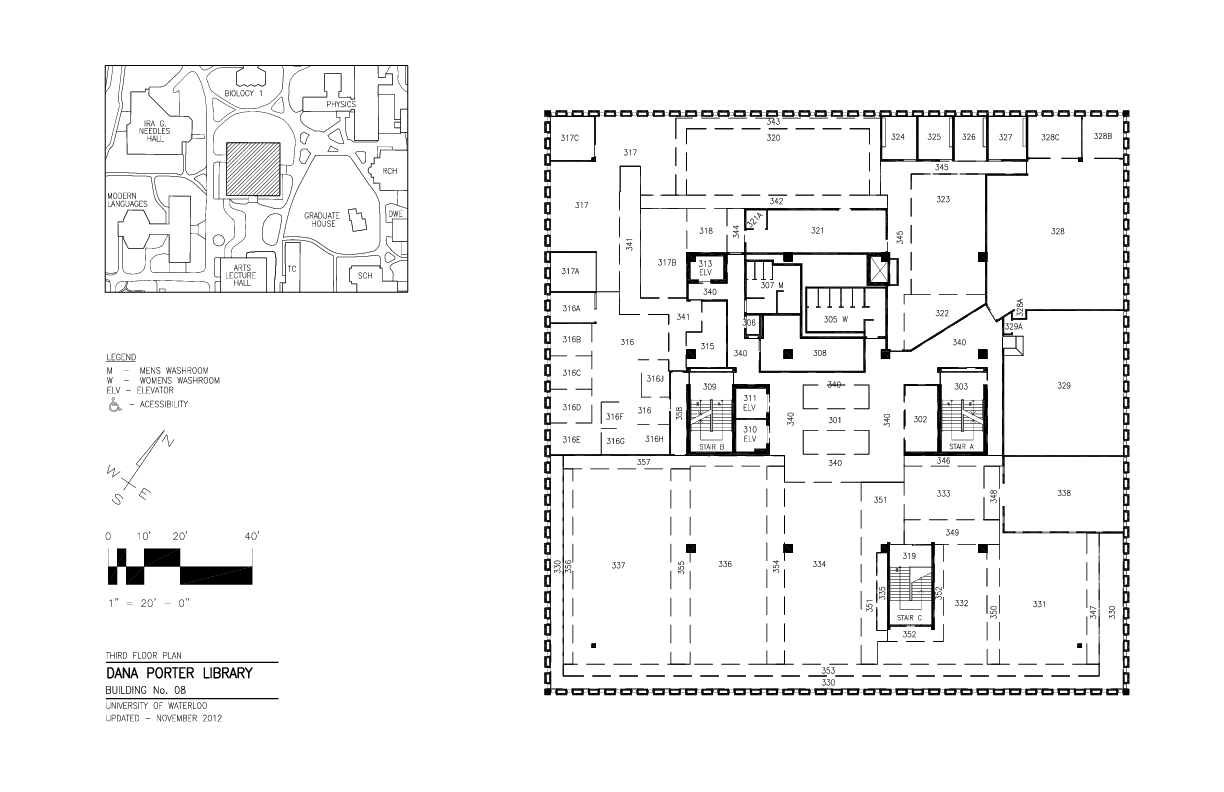 BIOLOGY 1
PHYSICS
IRA G.
NEEDLES
HALL
RCH
MODERN
LANGUAGES
GRADUATE
HOUSE
DWE
ARTS
LECTURE
HALL
TC
SCH
LEGEND
M – MENS WASHROOM
W – WOMENS WASHROOM
ELV – ELEVATOR
– ACESSIBILITY
N
W
E
S
0 10' 20' 40'
1" = 20' – 0"
THIRD FLOOR PLAN
DANA PORTER LIBRARY
BUILDING No. 08
UNIVERSITY OF WATERLOO
UPDATED – NOVEMBER 2012
343
317C
317
320
324
325
326
327
328C
328B
345
342
317
323
341
318
344
321A
321
345
328
317A
317B
313
ELV
307 M
340
316A
341
306
305 W
322
328A
329A
316B
316
315
340
308
340
316C
316J
309
340
303
329
316D
316F
316
358
311
ELV
340
301
340
302
316E
316G
316H
STAIR B
310
ELV
STAIR A
357
340
346
351
333
348
338
349
319
330
356
337
355
336
354
334
351
335
352
332
350
331
347
330
STAIR C
352
353
330